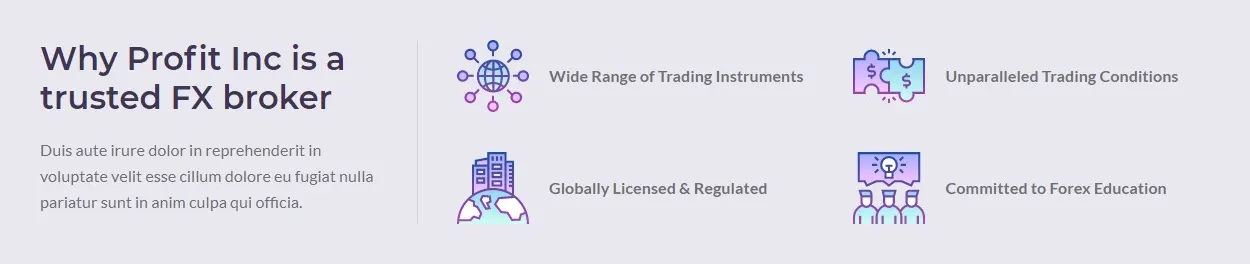 Why Profit Inc is a
trusted FX broker
Duis aute irure dolor in reprehenderit in
voluptate velit esse cillum dolore eu fugiat nulla
pariatur sunt in anim culpa qui officia.
Wide Range of Trading Instruments
$ $
Unparalleled Trading Conditions
Globally Licensed & Regulated
Committed to Forex Education